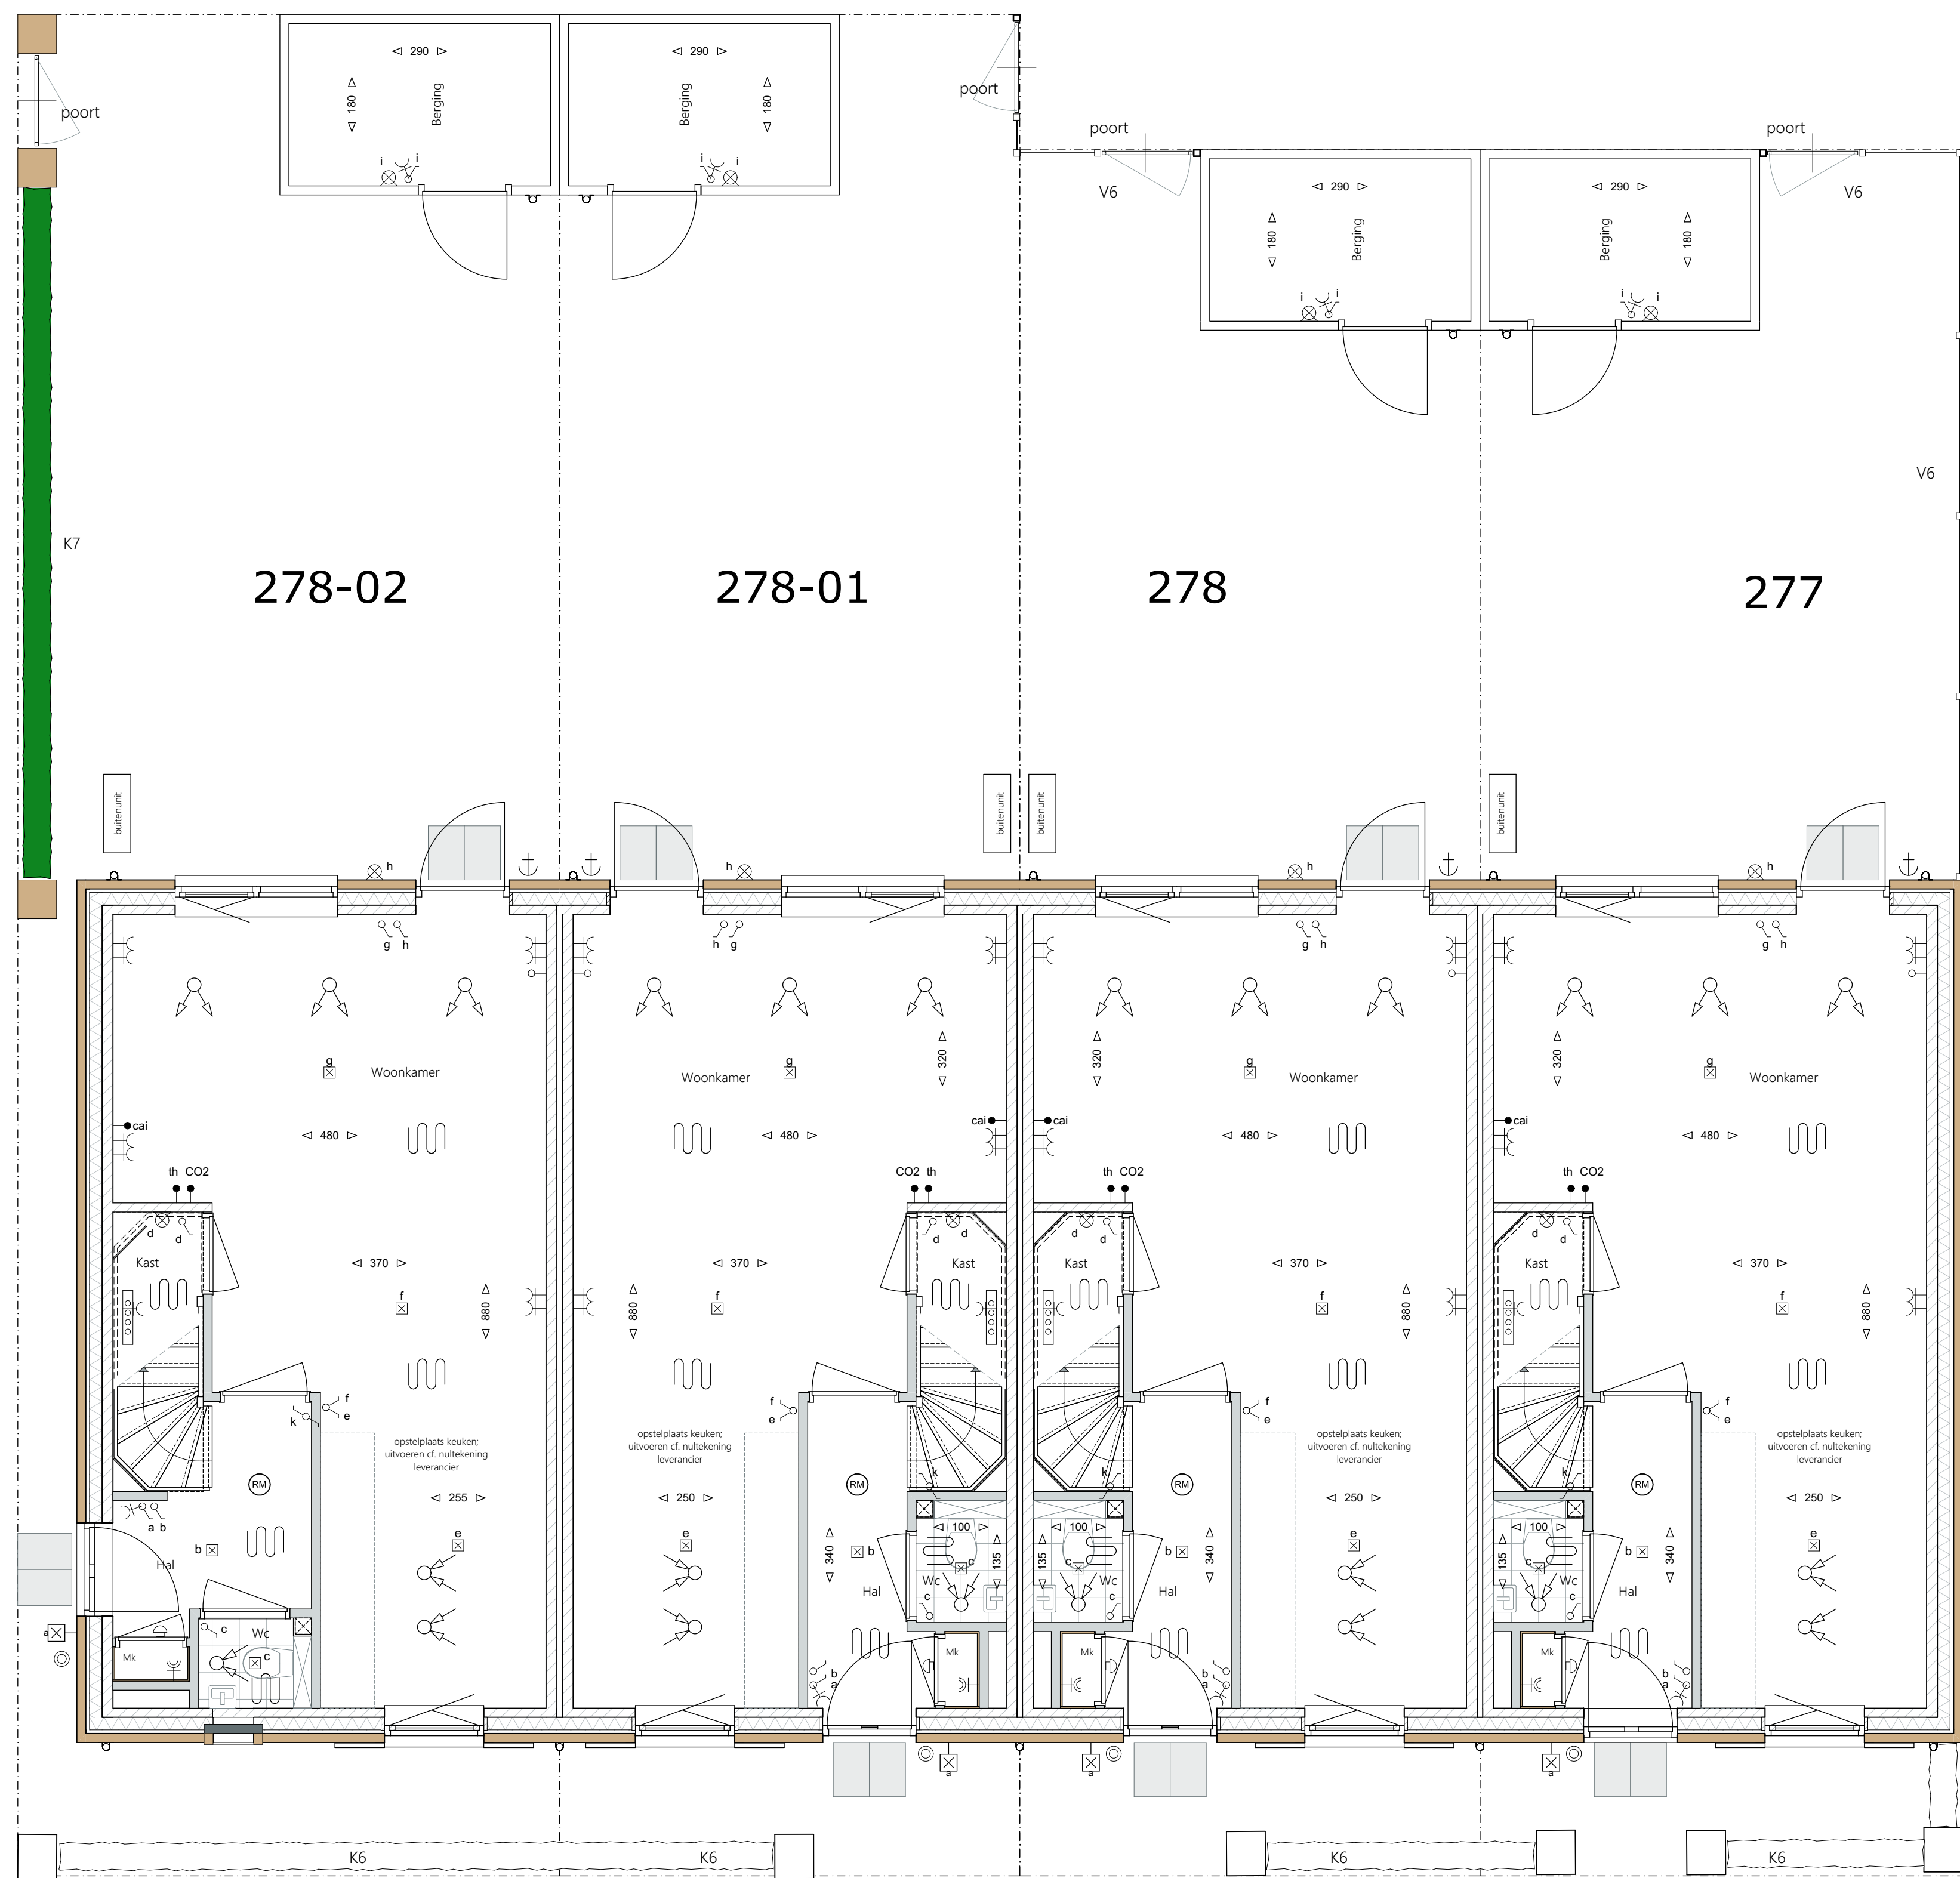 290
290
180
Berging
Berging
180
poort
poort
i
i
i
i
poort
poort
V6
V6
290
290
180
Berging
Berging
180
i
i
i
i
V6
K7
278-02
278-01
278
277
buitenunit
buitenunit
buitenunit
buitenunit
h
h
h
h
g
h
h
g
g
h
g
h
g
Woonkamer
Woonkamer
g
320
320
g
Woonkamer
320
g
Woonkamer
cai
cai
cai
cai
480
480
480
480
th CO2
CO2 th
th CO2
th CO2
d
d
d
d
d
d
d
Kast
370
370
Kast
Kast
370
Kast
370
f
880
880
f
f
880
f
880
f
e
k
f
e
f
e
f
e
opstelplaats keuken;
uitvoeren cf. nultekening
leverancier
opstelplaats keuken;
uitvoeren cf. nultekening
leverancier
opstelplaats keuken;
uitvoeren cf. nultekening
leverancier
opstelplaats keuken;
uitvoeren cf. nultekening
leverancier
RM
RM
k
k
RM
k
RM
255
250
250
250
a b
b
Hal
e
e
340
b
Hal
100
135
c
Wc
c
100
135
c
Wc
c
b
340
Hal
e
100
135
c
Wc
c
b
340
Hal
e
a
c
Wc
c
Mk
b
a
Mk
Mk
b
a
Mk
b
a
a
a
a
K6
K6
K6
K6